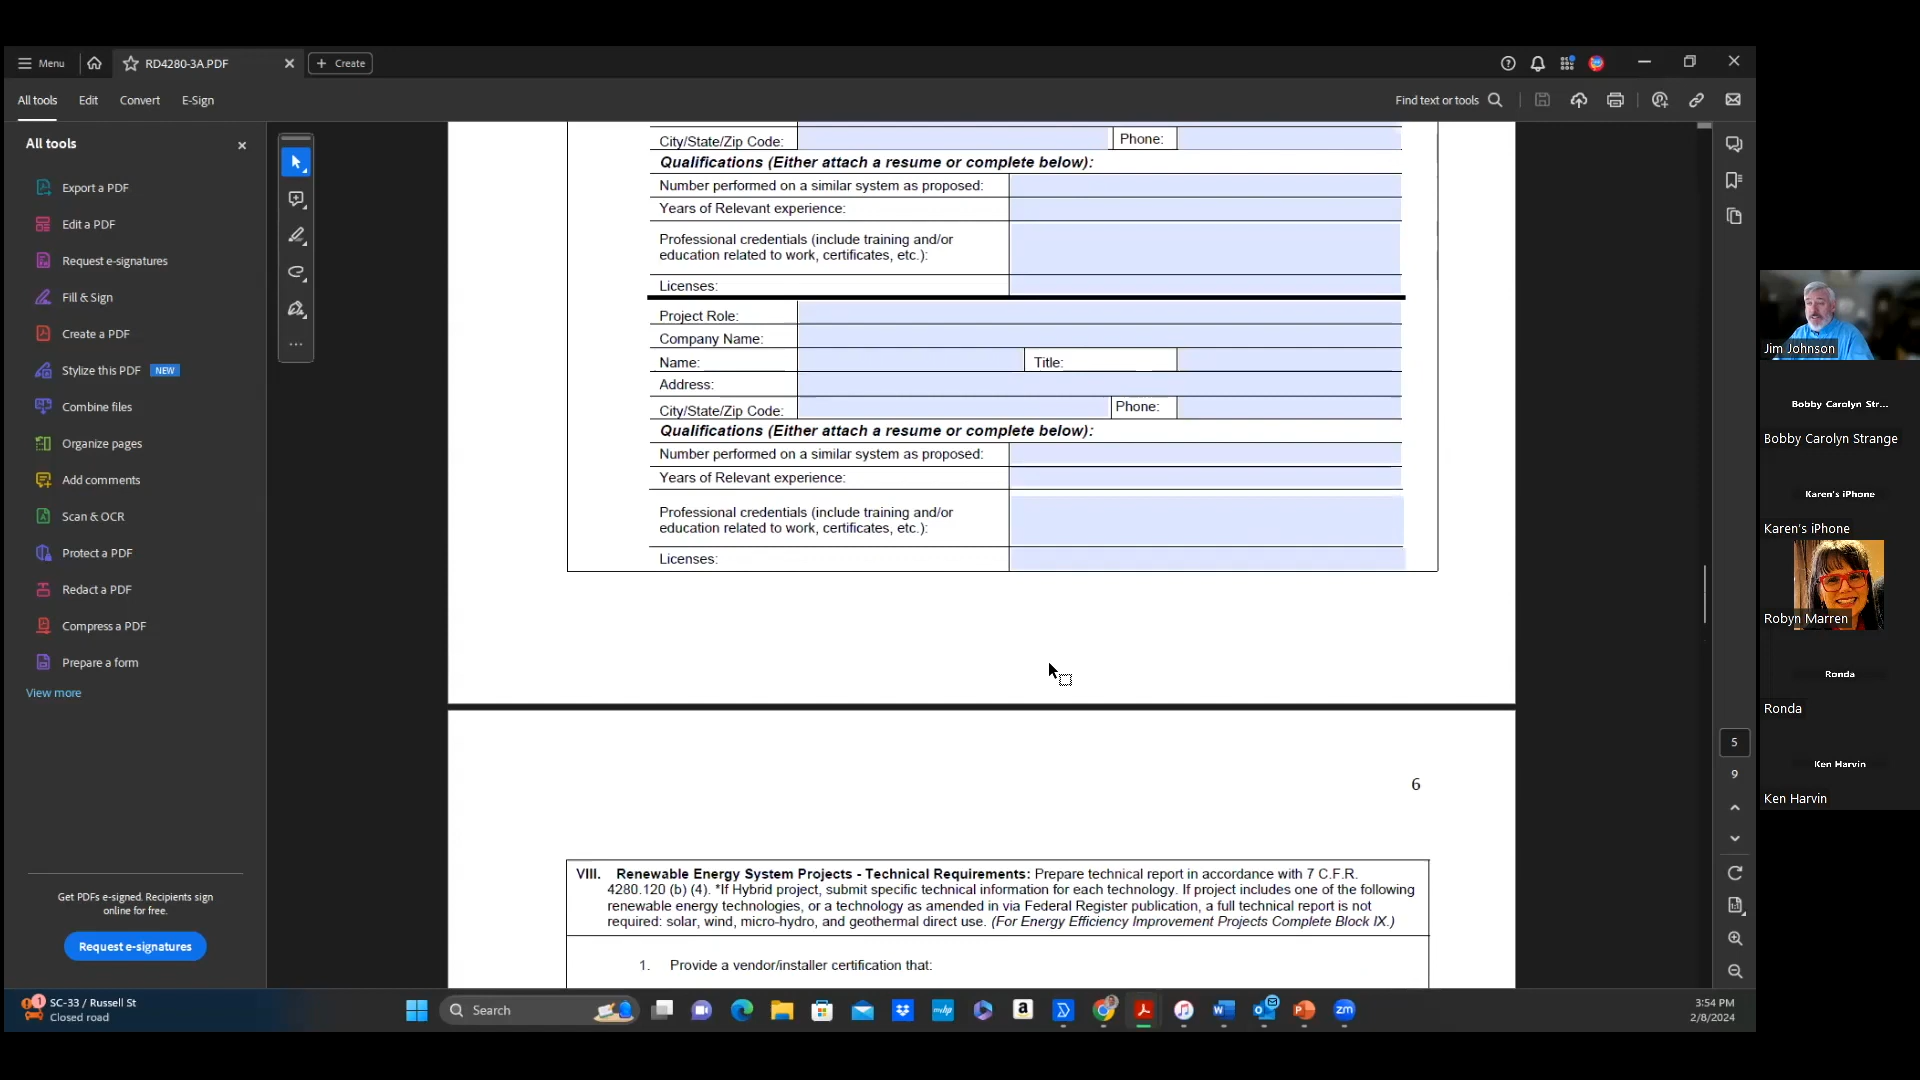 Menu
RD4280-3A.PDF
Create
All tools
Edit
Convert
E-Sign
Find text or tools
All tools
Export a PDF
Edit a PDF
Request e-signatures
Fill & Sign
Create a PDF
Stylize this PDF NEW
Combine files
Organize pages
Add comments
Scan & OCR
Protect a PDF
Redact a PDF
Compress a PDF
Prepare a form
View more
Get PDFs e-signed. Recipients sign
online for free.
Request e-signatures
City/State/Zip Code: Phone:
Qualifications (Either attach a resume or complete below):
Number performed on a similar system as proposed:
Years of Relevant experience:
Professional credentials (include training and/or
education related to work, certificates, etc.):
Licenses:
Project Role:
Company Name:
Name: Title:
Address:
City/State/Zip Code: Phone:
Qualifications (Either attach a resume or complete below):
Number performed on a similar system as proposed:
Years of Relevant experience:
Professional credentials (include training and/or
education related to work, certificates, etc.):
Licenses:
6
VIII. Renewable Energy System Projects - Technical Requirements: Prepare technical report in accordance with 7 C.F.R.
4280.120 (b) (4). *If Hybrid project, submit specific technical information for each technology. If project includes one of the following
renewable energy technologies, or a technology as amended in via Federal Register publication, a full technical report is not
required: solar, wind, micro-hydro, and geothermal direct use. (For Energy Efficiency Improvement Projects Complete Block IX.)
1. Provide a vendor/installer certification that:
5
9
Jim Johnson
Bobby Carolyn Str...
Bobby Carolyn Strange
Karen's iPhone
Karen's iPhone
Robyn Marren
Ronda
Ronda
Ken Harvin
Ken Harvin
1
SC-33 / Russell St
Closed road
Search
myhp
a
zm
3:54 PM
2/8/2024